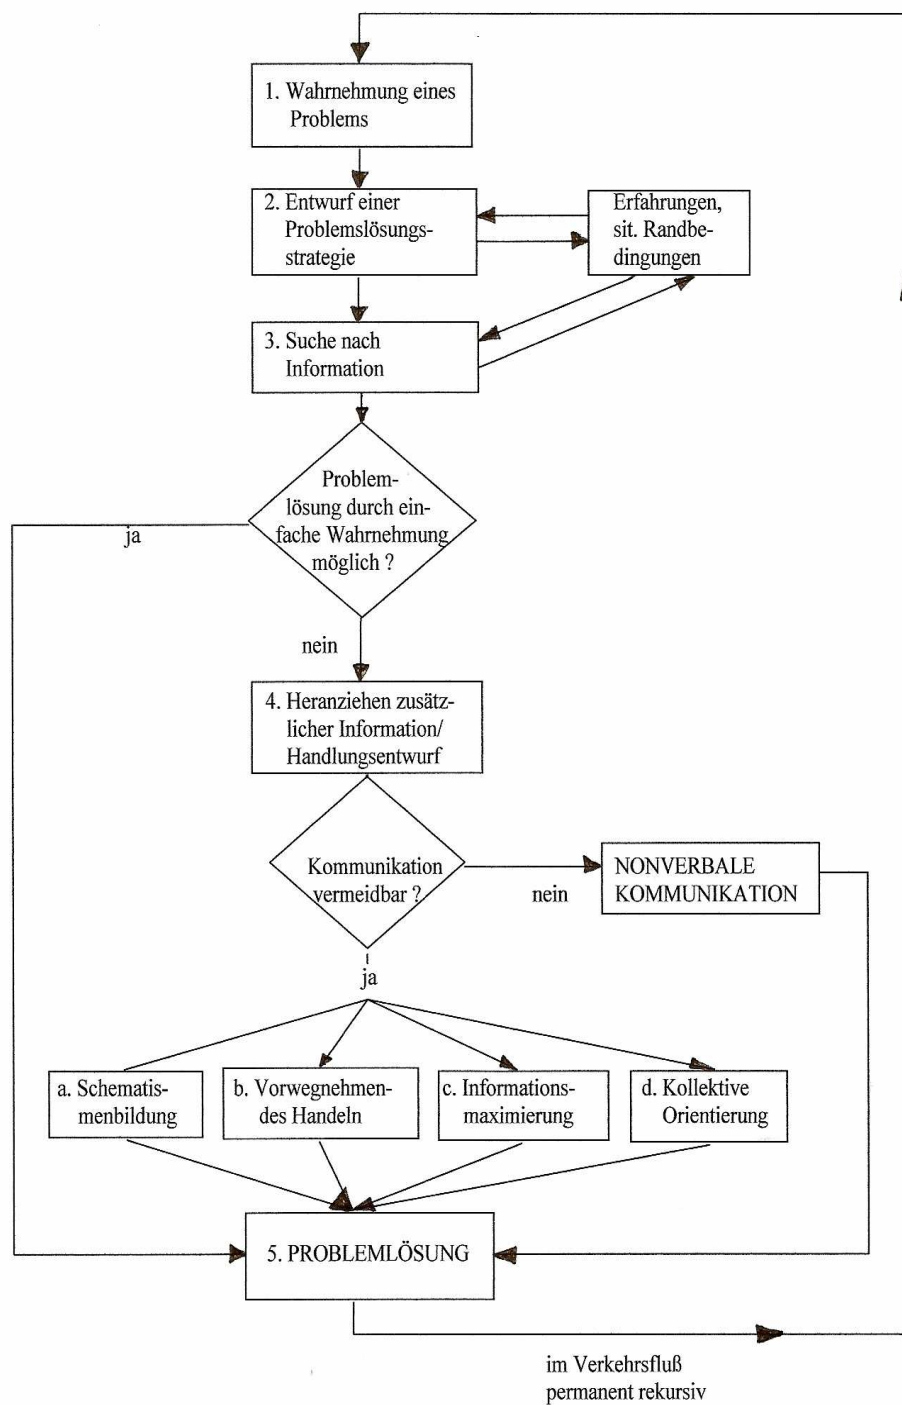 1. Wahrnehmung eines
Problems
2. Entwurf einer
Problemslösungs-
strategie
Erfahrungen,
sit. Randbe-
dingungen
3. Suche nach
Information
Problem-
lösung durch ein-
fache Wahrnehmung
möglich ?
ja
nein
4. Heranziehen zusätz-
licher Information/
Handlungsentwurf
Kommunikation
vermeidbar ?
nein
NONVERBALE
KOMMUNIKATION
ja
a. Schematis-
menbildung
b. Vorwegnehmen-
des Handeln
c. Informations-
maximierung
d. Kollektive
Orientierung
5. PROBLEMLÖSUNG
im Verkehrsfluß
permanent rekursiv